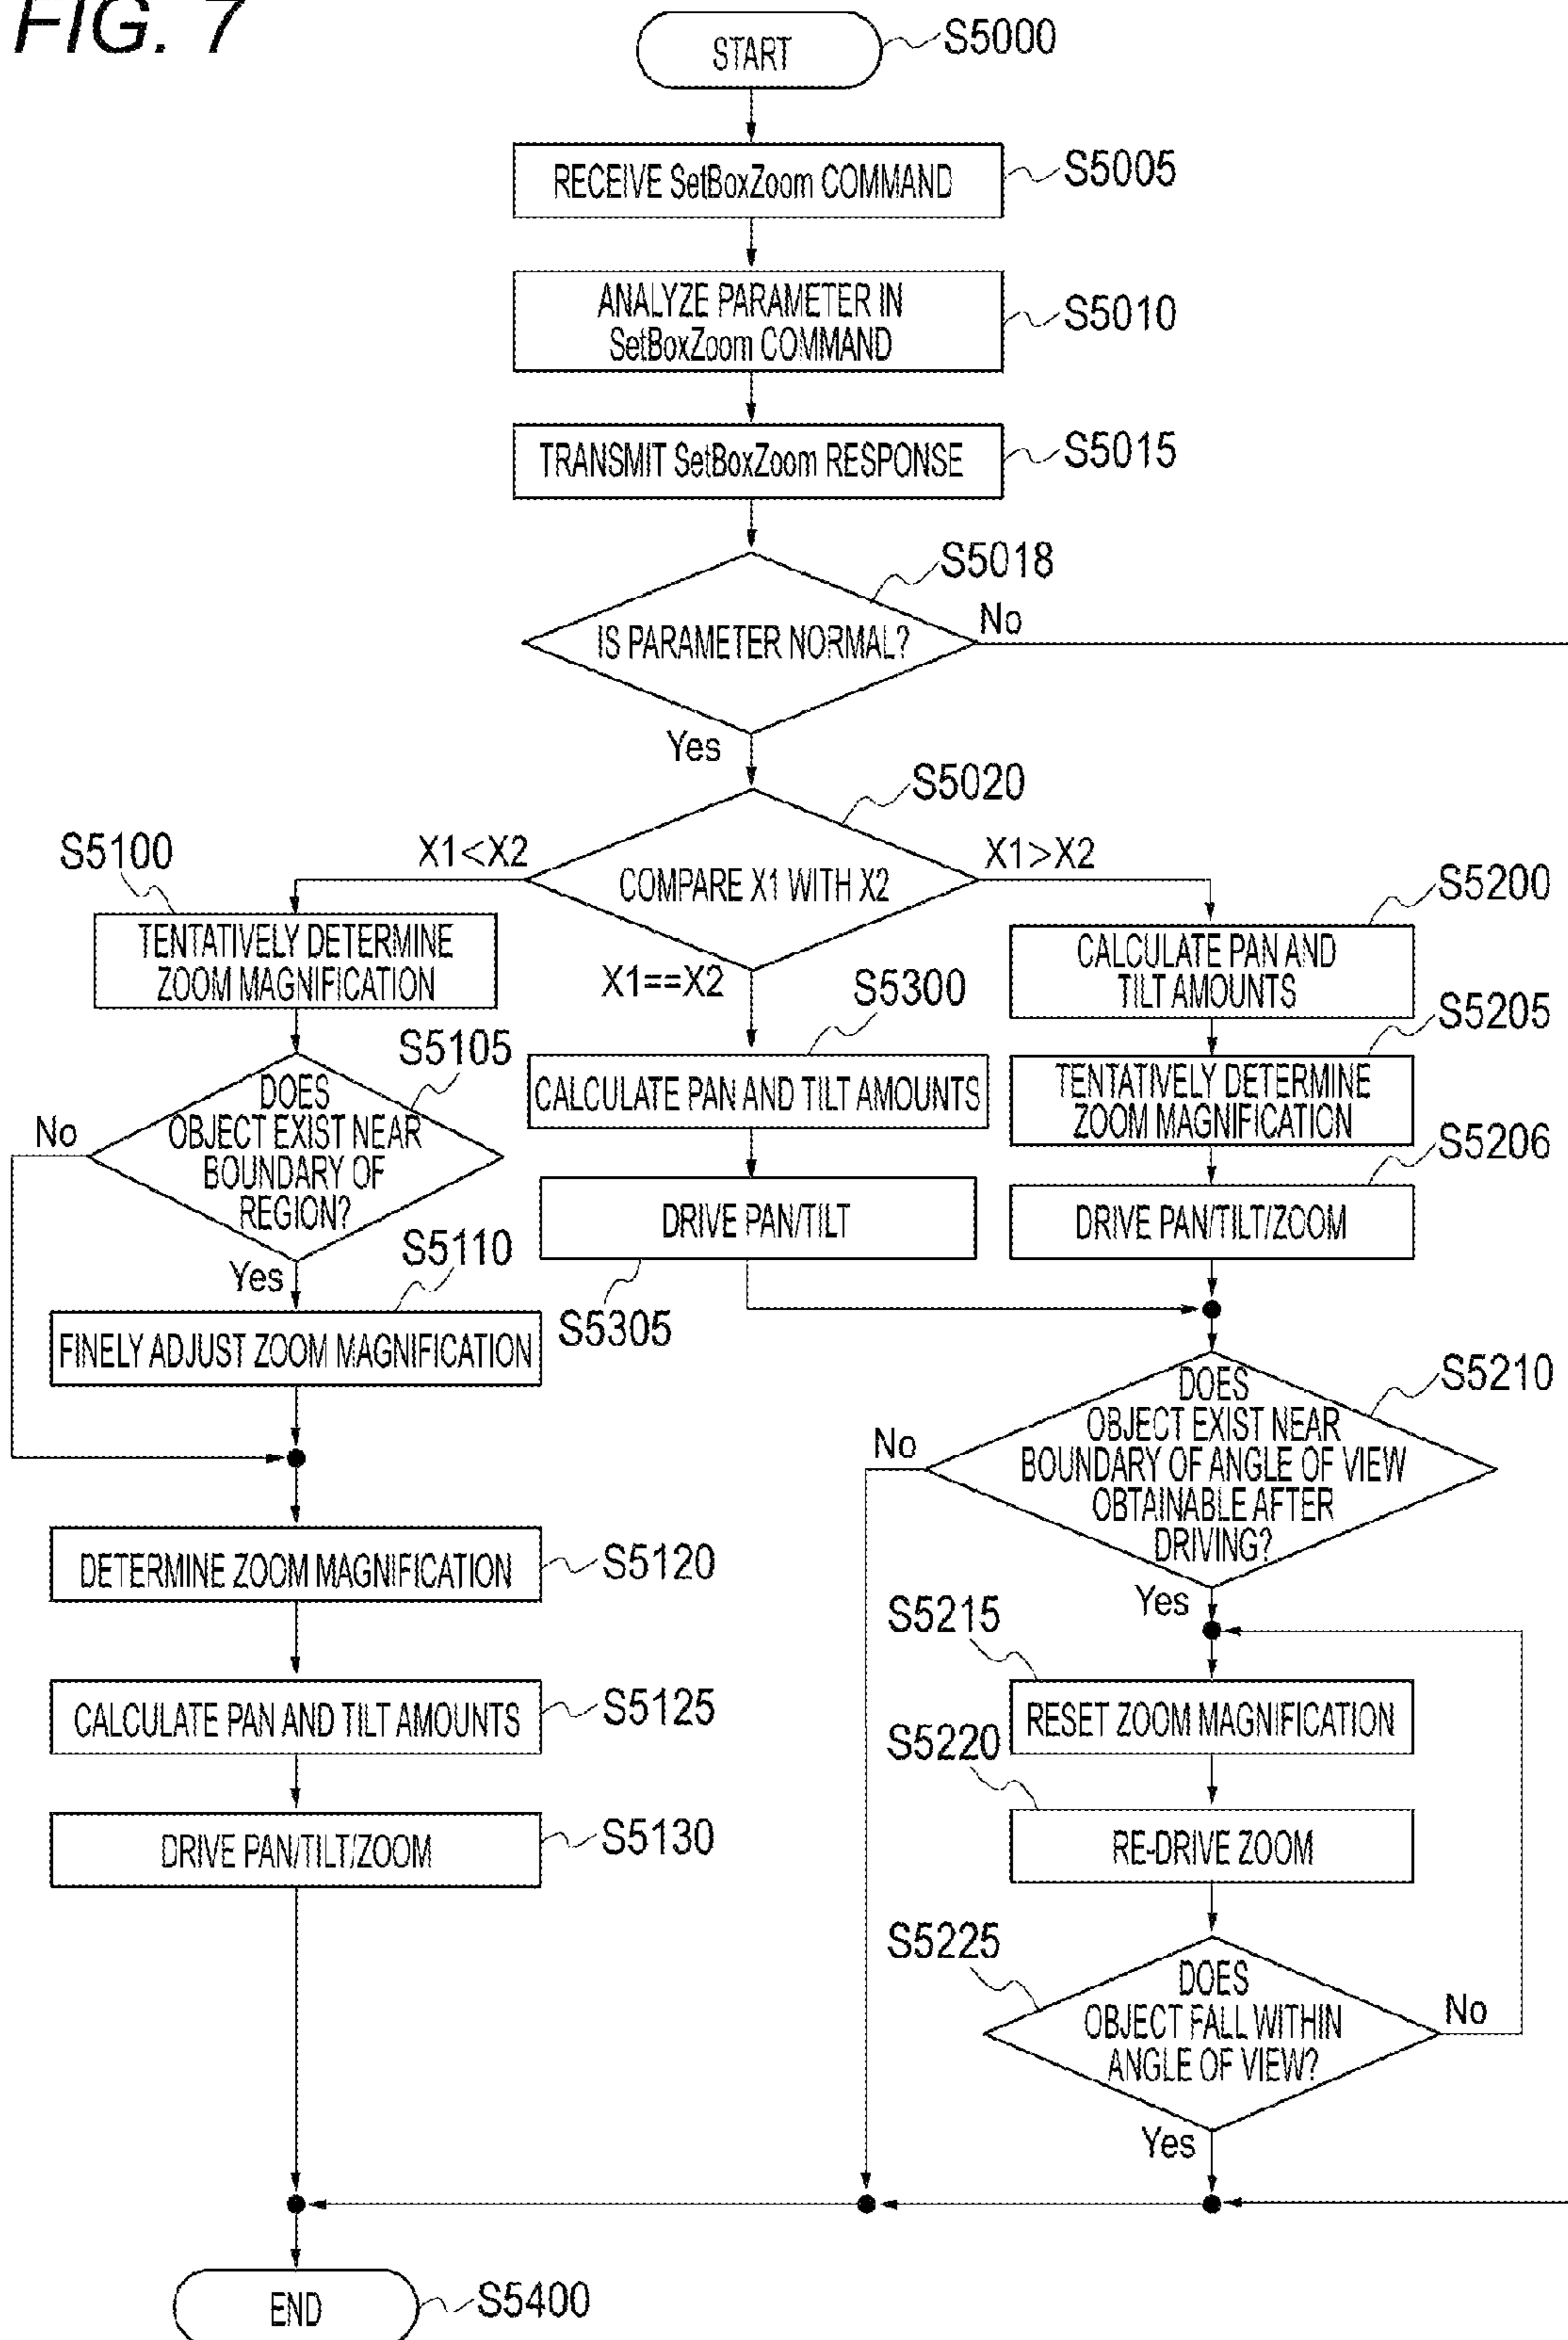 FIG. 7
START
S5000
RECEIVE SetBoxZoom COMMAND
S5005
ANALYZE PARAMETER IN
SetBoxZoom COMMAND
S5010
TRANSMIT SetBoxZoom RESPONSE
S5015
S5018
IS PARAMETER NORMAL?
No
Yes
S5020
COMPARE X1 WITH X2
X1<X2
X1>X2
X1==X2
S5100
TENTATIVELY DETERMINE
ZOOM MAGNIFICATION
S5105
DOES
OBJECT EXIST NEAR
BOUNDARY OF
REGION?
No
Yes
S5110
FINELY ADJUST ZOOM MAGNIFICATION
DETERMINE ZOOM MAGNIFICATION
S5120
CALCULATE PAN AND TILT AMOUNTS
S5125
DRIVE PAN/TILT/ZOOM
S5130
S5300
CALCULATE PAN AND TILT AMOUNTS
DRIVE PAN/TILT
S5305
S5200
CALCULATE PAN AND
TILT AMOUNTS
S5205
TENTATIVELY DETERMINE
ZOOM MAGNIFICATION
S5206
DRIVE PAN/TILT/ZOOM
S5210
DOES
OBJECT EXIST NEAR
BOUNDARY OF ANGLE OF VIEW
OBTAINABLE AFTER
DRIVING?
No
Yes
S5215
RESET ZOOM MAGNIFICATION
S5220
RE-DRIVE ZOOM
S5225
DOES
OBJECT FALL WITHIN
ANGLE OF VIEW?
No
Yes
END
S5400